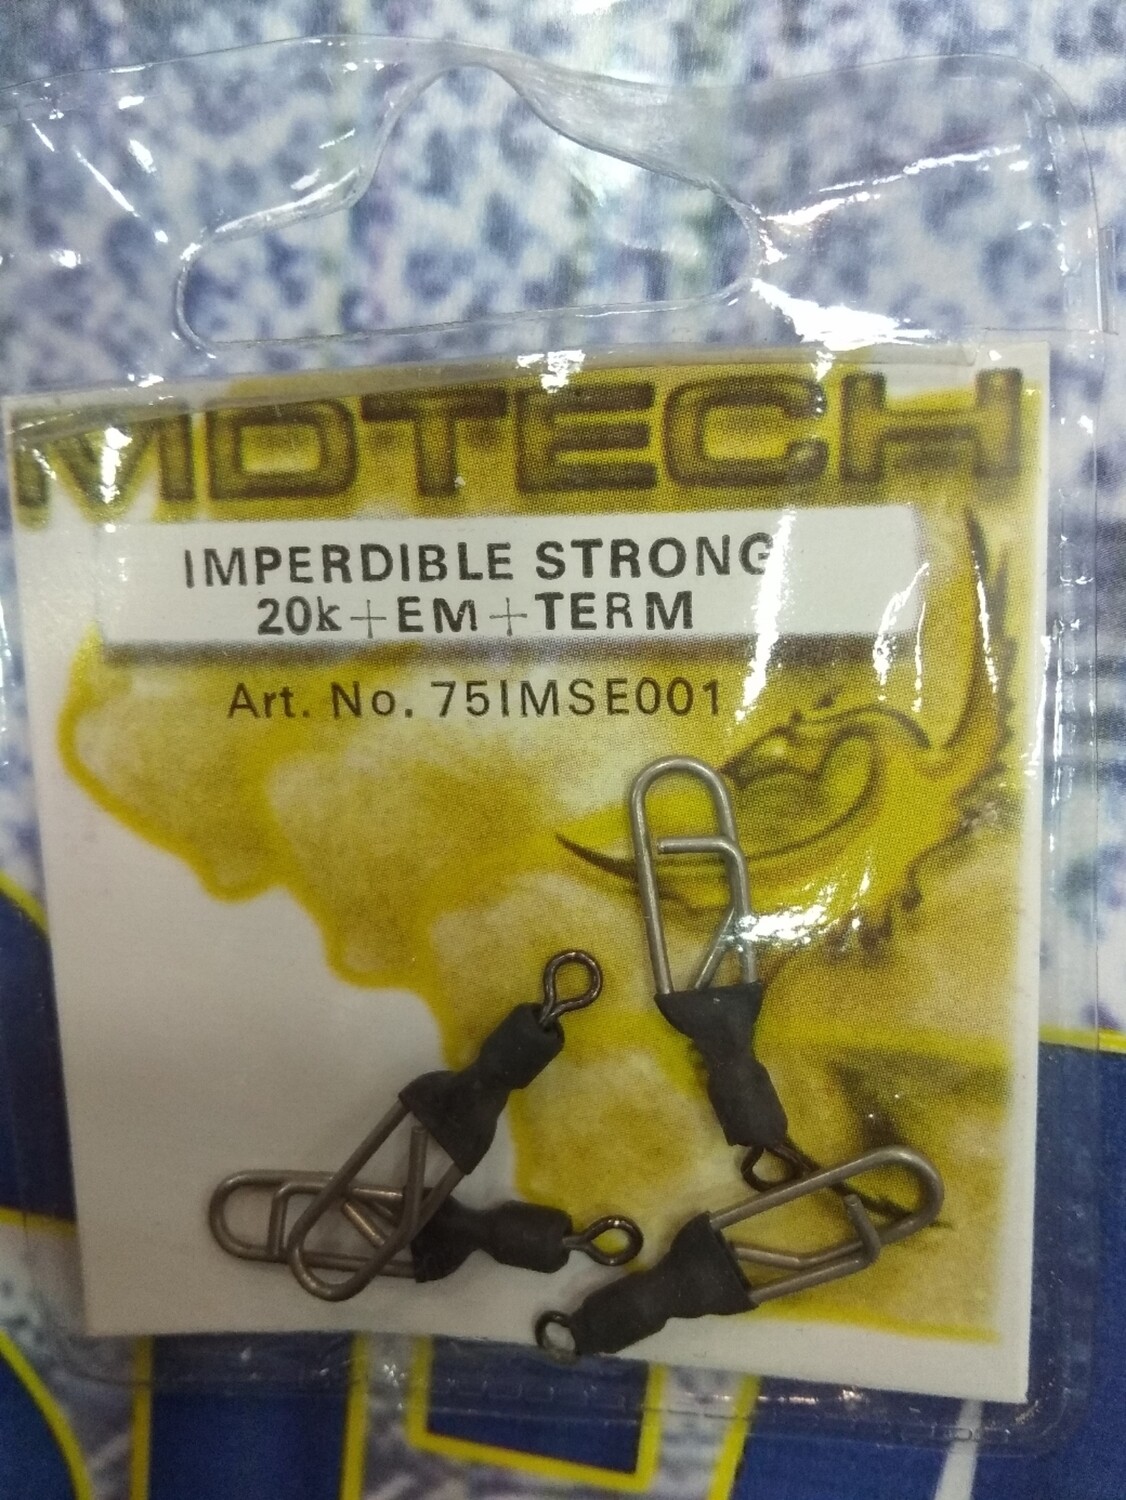 MDTECH
IMPERDIBLE STRONG
20k+EM+TERM
Art. No. 75IMSE001